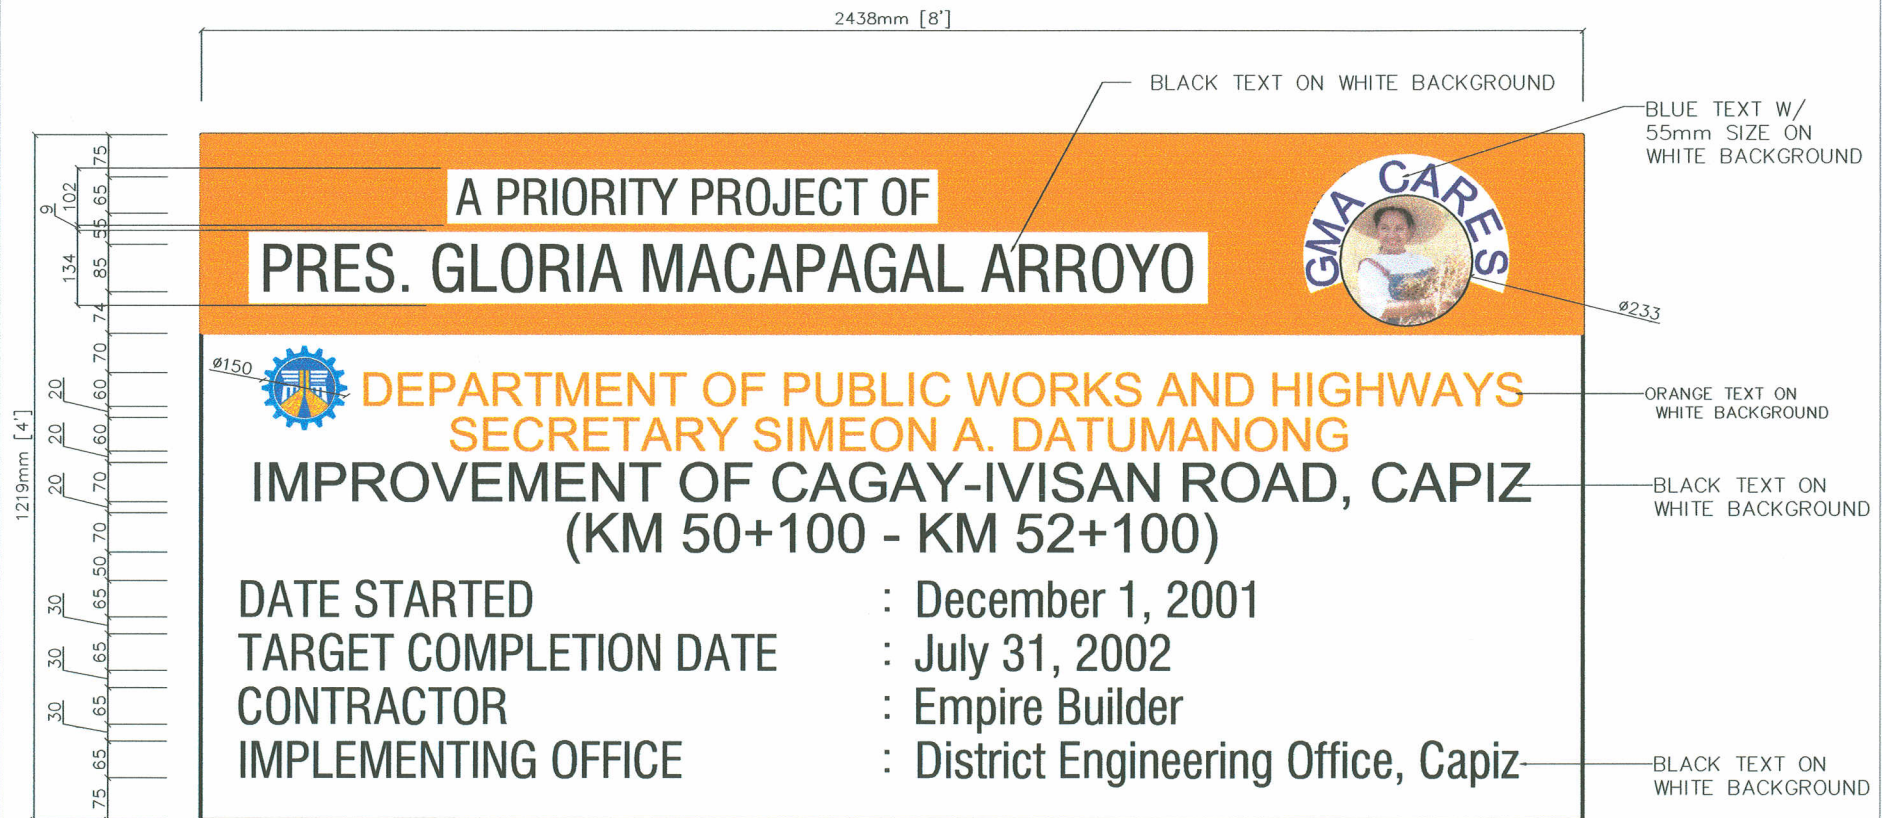 2438mm [8']
BLACK TEXT ON WHITE BACKGROUND
BLUE TEXT W/
55mm SIZE ON
WHITE BACKGROUND
A PRIORITY PROJECT OF
PRES. GLORIA MACAPAGAL ARROYO
GMA CARES
ø233
ø150
DEPARTMENT OF PUBLIC WORKS AND HIGHWAYS
SECRETARY SIMEON A. DATUMANONG
ORANGE TEXT ON
WHITE BACKGROUND
IMPROVEMENT OF CAGAY-IVISAN ROAD, CAPIZ
(KM 50+100 - KM 52+100)
BLACK TEXT ON
WHITE BACKGROUND
DATE STARTED : December 1, 2001
TARGET COMPLETION DATE : July 31, 2002
CONTRACTOR : Empire Builder
IMPLEMENTING OFFICE : District Engineering Office, Capiz
BLACK TEXT ON
WHITE BACKGROUND
1219mm [4']
9
102
134
20
20
20
30
30
30
75
65
55
85
74
70
60
60
70
70
50
65
65
65
65
75